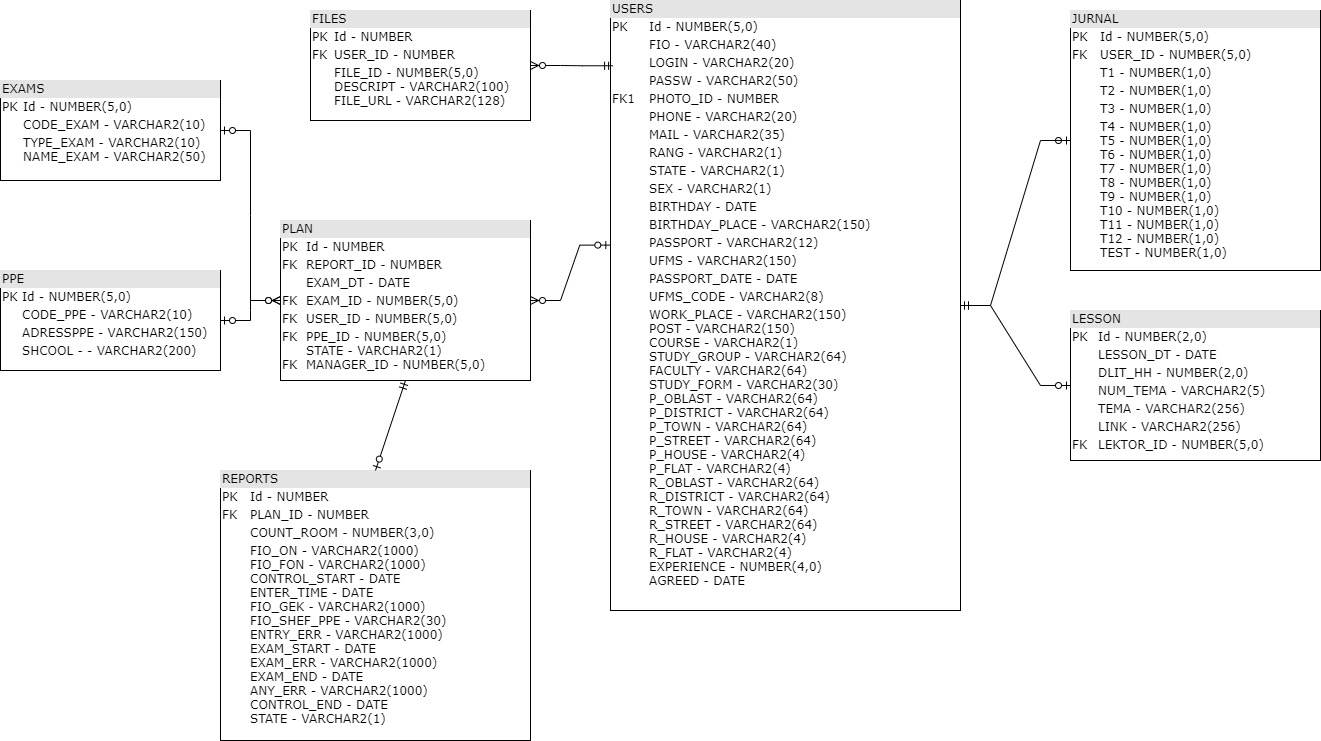 FILES
PK Id - NUMBER
FK USER_ID - NUMBER
FILE_ID - NUMBER(5,0)
DESCRIPT - VARCHAR2(100)
FILE_URL - VARCHAR2(128)
EXAMS
PK Id - NUMBER(5,0)
CODE_EXAM - VARCHAR2(10)
TYPE_EXAM - VARCHAR2(10)
NAME_EXAM - VARCHAR2(50)
PPE
PK Id - NUMBER(5,0)
CODE_PPE - VARCHAR2(10)
ADRESSPPE - VARCHAR2(150)
SHCOOL - - VARCHAR2(200)
PLAN
PK Id - NUMBER
FK REPORT_ID - NUMBER
EXAM_DT - DATE
FK EXAM_ID - NUMBER(5,0)
FK USER_ID - NUMBER(5,0)
FK PPE_ID - NUMBER(5,0)
STATE - VARCHAR2(1)
FK MANAGER_ID - NUMBER(5,0)
REPORTS
PK Id - NUMBER
FK PLAN_ID - NUMBER
COUNT_ROOM - NUMBER(3,0)
FIO_ON - VARCHAR2(1000)
FIO_FON - VARCHAR2(1000)
CONTROL_START - DATE
ENTER_TIME - DATE
FIO_GEK - VARCHAR2(1000)
FIO_SHEF_PPE - VARCHAR2(30)
ENTRY_ERR - VARCHAR2(1000)
EXAM_START - DATE
EXAM_ERR - VARCHAR2(1000)
EXAM_END - DATE
ANY_ERR - VARCHAR2(1000)
CONTROL_END - DATE
STATE - VARCHAR2(1)
USERS
PK Id - NUMBER(5,0)
FIO - VARCHAR2(40)
LOGIN - VARCHAR2(20)
PASSW - VARCHAR2(50)
FK1 PHOTO_ID - NUMBER
PHONE - VARCHAR2(20)
MAIL - VARCHAR2(35)
RANG - VARCHAR2(1)
STATE - VARCHAR2(1)
SEX - VARCHAR2(1)
BIRTHDAY - DATE
BIRTHDAY_PLACE - VARCHAR2(150)
PASSPORT - VARCHAR2(12)
UFMS - VARCHAR2(150)
PASSPORT_DATE - DATE
UFMS_CODE - VARCHAR2(8)
WORK_PLACE - VARCHAR2(150)
POST - VARCHAR2(150)
COURSE - VARCHAR2(1)
STUDY_GROUP - VARCHAR2(64)
FACULTY - VARCHAR2(64)
STUDY_FORM - VARCHAR2(30)
P_OBLAST - VARCHAR2(64)
P_DISTRICT - VARCHAR2(64)
P_TOWN - VARCHAR2(64)
P_STREET - VARCHAR2(64)
P_HOUSE - VARCHAR2(4)
P_FLAT - VARCHAR2(4)
R_OBLAST - VARCHAR2(64)
R_DISTRICT - VARCHAR2(64)
R_TOWN - VARCHAR2(64)
R_STREET - VARCHAR2(64)
R_HOUSE - VARCHAR2(4)
R_FLAT - VARCHAR2(4)
EXPERIENCE - NUMBER(4,0)
AGREED - DATE
JURNAL
PK Id - NUMBER(5,0)
FK USER_ID - NUMBER(5,0)
T1 - NUMBER(1,0)
T2 - NUMBER(1,0)
T3 - NUMBER(1,0)
T4 - NUMBER(1,0)
T5 - NUMBER(1,0)
T6 - NUMBER(1,0)
T7 - NUMBER(1,0)
T8 - NUMBER(1,0)
T9 - NUMBER(1,0)
T10 - NUMBER(1,0)
T11 - NUMBER(1,0)
T12 - NUMBER(1,0)
TEST - NUMBER(1,0)
LESSON
PK Id - NUMBER(2,0)
LESSON_DT - DATE
DLIT_HH - NUMBER(2,0)
NUM_TEMA - VARCHAR2(5)
TEMA - VARCHAR2(256)
LINK - VARCHAR2(256)
FK LEKTOR_ID - NUMBER(5,0)